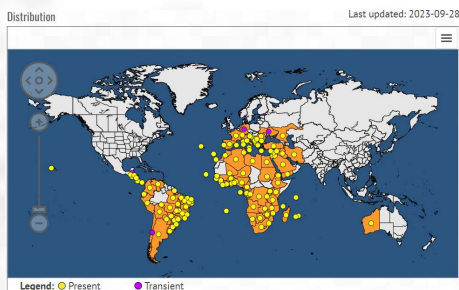 Distribution
Last updated: 2023-09-28
Legend: Present Transient